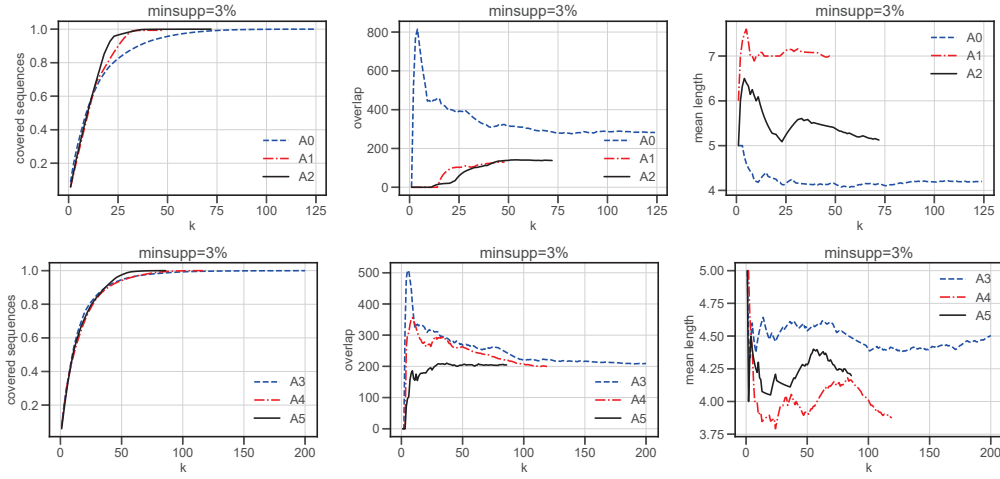 minsupp=3%
covered sequences
1.0
0.8
0.6
0.4
0.2
A0
A1
A2
0 25 50 75 100 125
k
minsupp=3%
overlap
800
600
400
200
0
A0
A1
A2
0 25 50 75 100 125
k
minsupp=3%
mean length
7
6
5
4
A0
A1
A2
0 25 50 75 100 125
k
minsupp=3%
covered sequences
1.0
0.8
0.6
0.4
0.2
A3
A4
A5
0 50 100 150 200
k
minsupp=3%
overlap
500
400
300
200
100
0
A3
A4
A5
0 50 100 150 200
k
minsupp=3%
mean length
5.00
4.75
4.50
4.25
4.00
3.75
A3
A4
A5
0 50 100 150 200
k